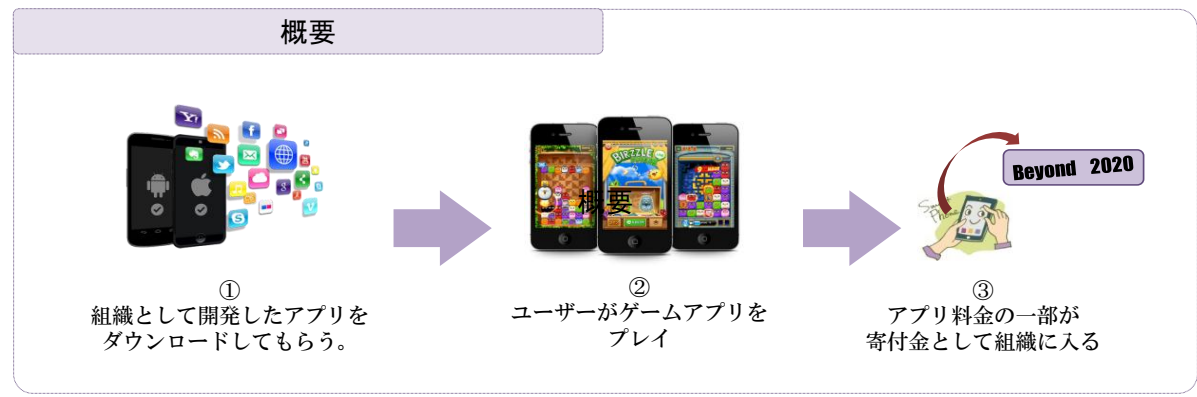 概要
BIRZZLE
概要
Beyond 2020
①
組織として開発したアプリを
ダウンロードしてもらう。
②
ユーザーがゲームアプリを
プレイ
③
アプリ料金の一部が
寄付金として組織に入る